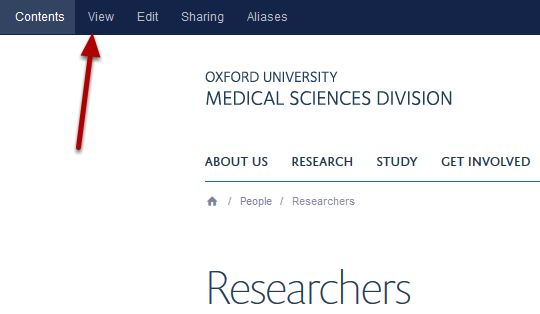 Contents View Edit Sharing Aliases
OXFORD UNIVERSITY
MEDICAL SCIENCES DIVISION
ABOUT US RESEARCH STUDY GET INVOLVED
/ People / Researchers
Researchers